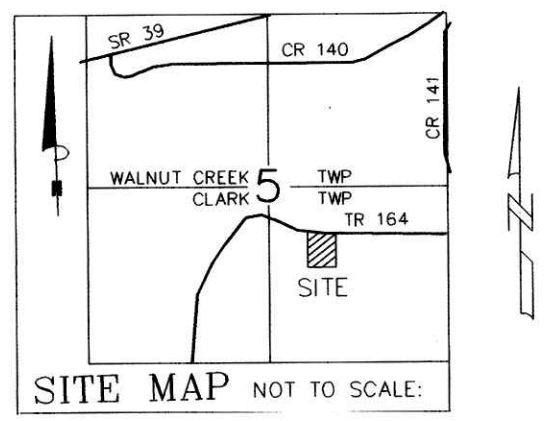 SR 39
CR 140
CR 141
WALNUT CREEK 5 TWP
CLARK TWP
TR 164
SITE
SITE MAP NOT TO SCALE:
N